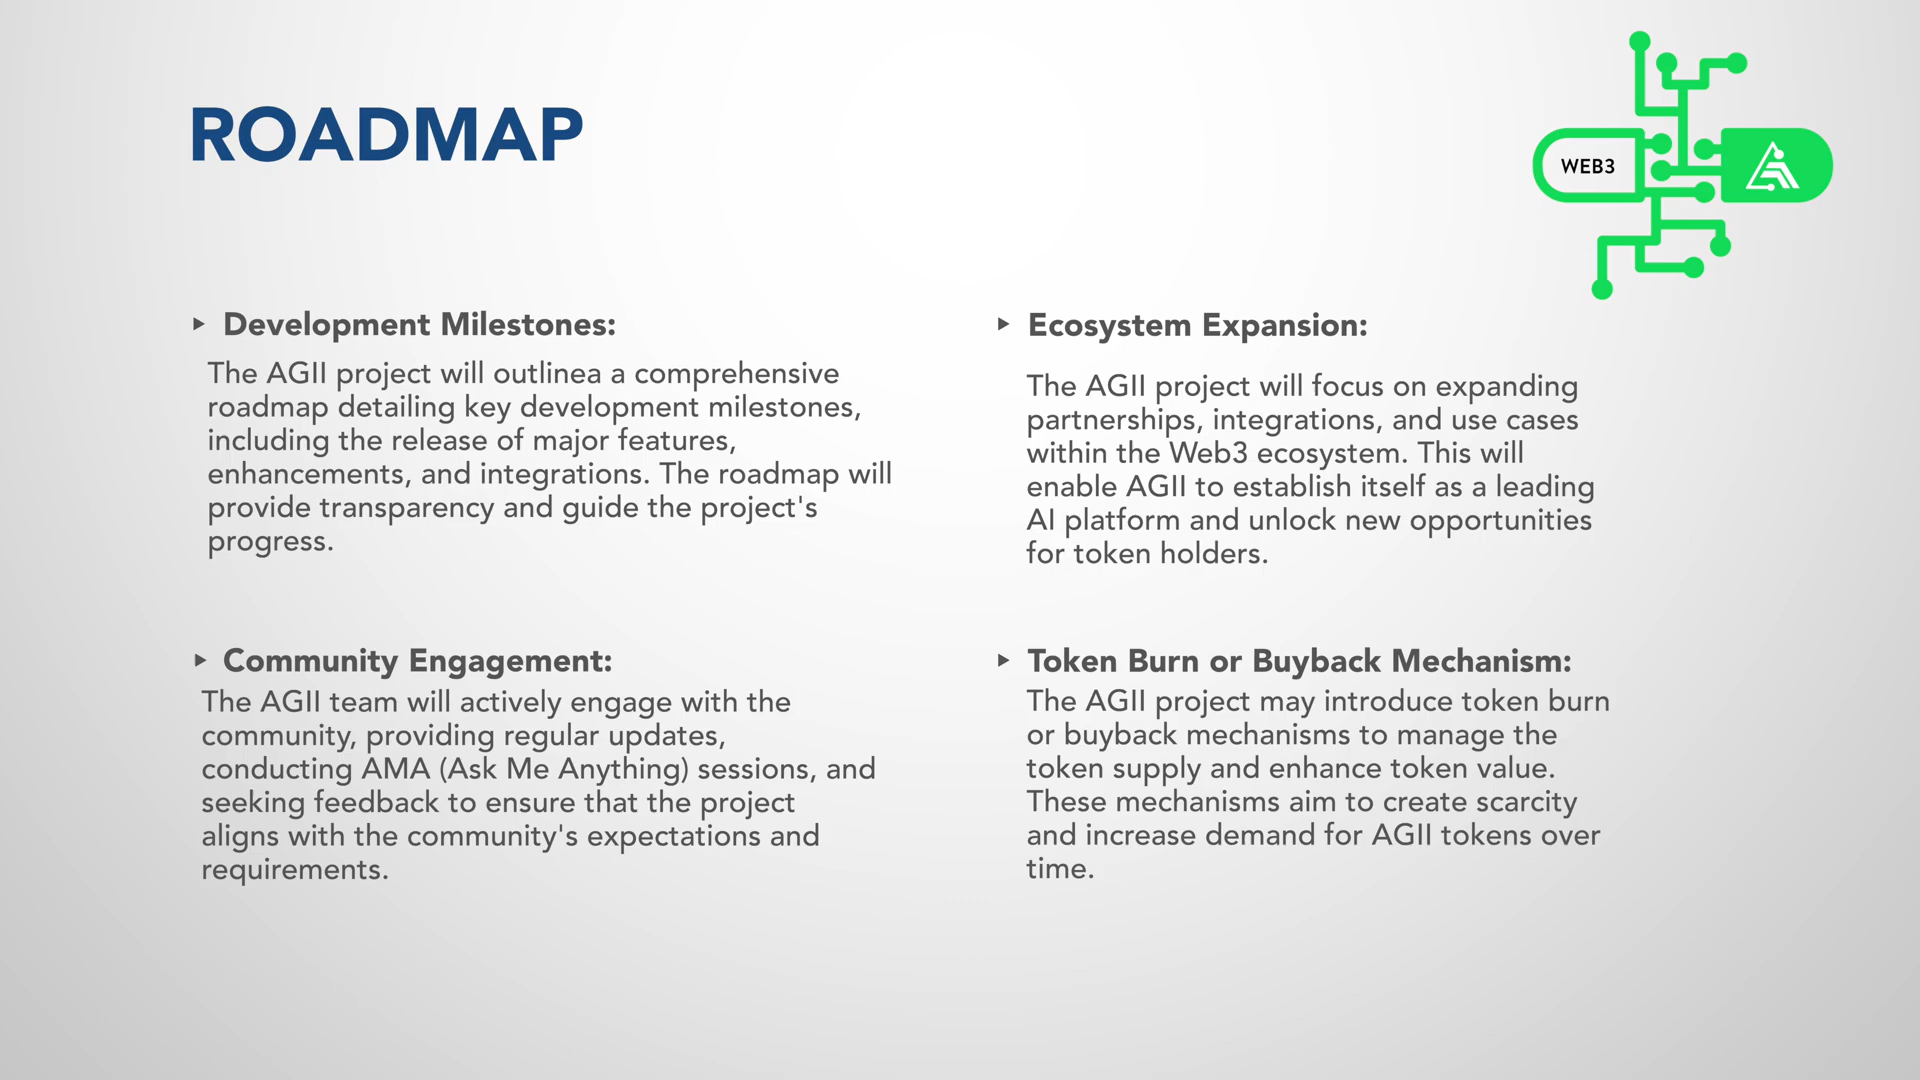 ROADMAP
WEB3
Development Milestones:
The AGII project will outlinea a comprehensive
roadmap detailing key development milestones,
including the release of major features,
enhancements, and integrations. The roadmap will
provide transparency and guide the project's
progress.
Ecosystem Expansion:
The AGII project will focus on expanding
partnerships, integrations, and use cases
within the Web3 ecosystem. This will
enable AGII to establish itself as a leading
AI platform and unlock new opportunities
for token holders.
Community Engagement:
The AGII team will actively engage with the
community, providing regular updates,
conducting AMA (Ask Me Anything) sessions, and
seeking feedback to ensure that the project
aligns with the community's expectations and
requirements.
Token Burn or Buyback Mechanism:
The AGII project may introduce token burn
or buyback mechanisms to manage the
token supply and enhance token value.
These mechanisms aim to create scarcity
and increase demand for AGII tokens over
time.